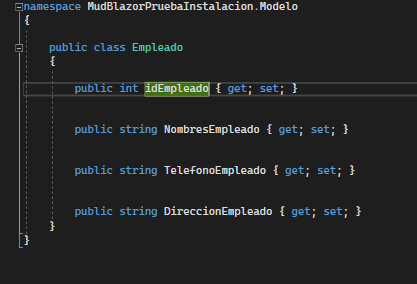 namespace MudBlazorPruebaInstalacion.Modelo
{
public class Empleado
{
public int idEmpleado { get; set; }
public string NombresEmpleado { get; set; }
public string TelefonoEmpleado { get; set; }
public string DireccionEmpleado { get; set; }
}
}